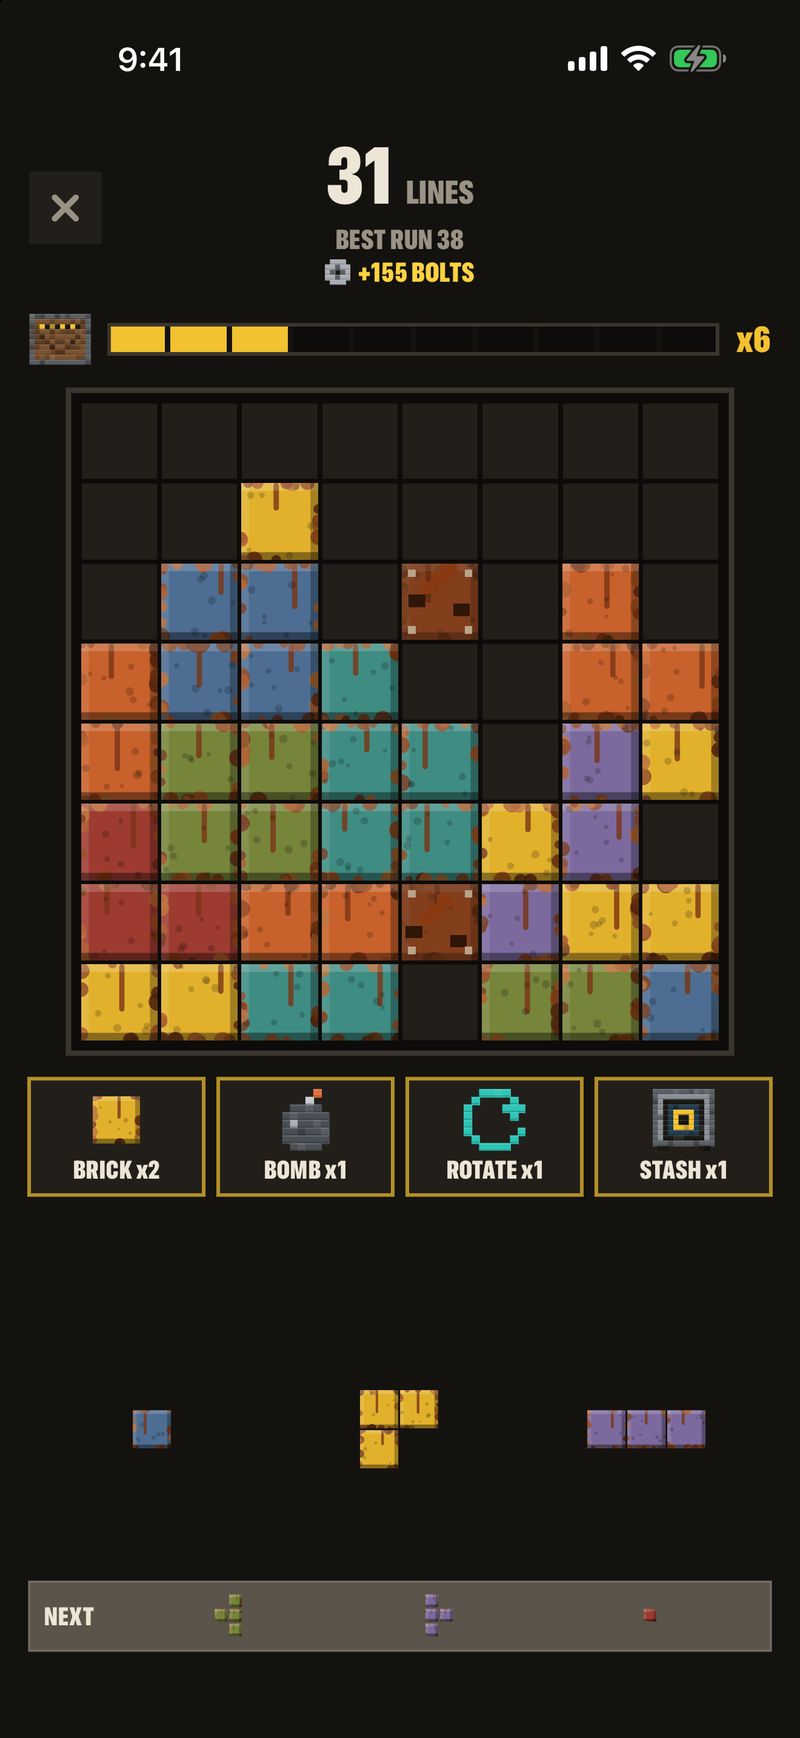 9:41
31 LINES
BEST RUN 38
+155 BOLTS
x6
BRICK x2
BOMB x1
ROTATE x1
STASH x1
NEXT